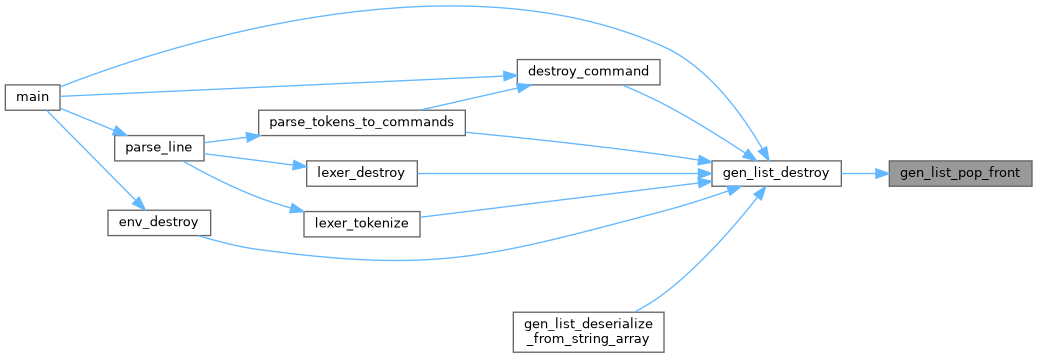 main
destroy_command
parse_tokens_to_commands
parse_line
lexer_destroy
gen_list_destroy
gen_list_pop_front
env_destroy
lexer_tokenize
gen_list_deserialize
_from_string_array